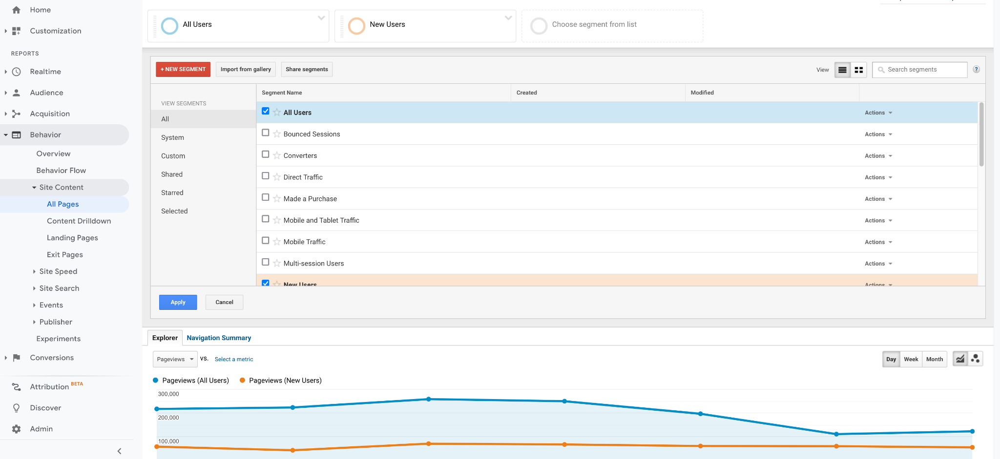 Home
Customization
REPORTS
Realtime
Audience
Acquisition
Behavior
Overview
Behavior Flow
Site Content
All Pages
Content Drilldown
Landing Pages
Exit Pages
Site Speed
Site Search
Events
Publisher
Experiments
Conversions
Attribution BETA
Discover
Admin
All Users
New Users
Choose segment from list
+ NEW SEGMENT
Import from gallery
Share segments
View
Search segments
?
VIEW SEGMENTS
All
System
Custom
Shared
Starred
Selected
Segment Name Created Modified
All Users Actions
Bounced Sessions Actions
Converters Actions
Direct Traffic Actions
Made a Purchase Actions
Mobile and Tablet Traffic Actions
Mobile Traffic Actions
Multi-session Users Actions
New Users Actions
Apply
Cancel
Explorer
Navigation Summary
Pageviews vs. Select a metric
Day Week Month
Pageviews (All Users) Pageviews (New Users)
300,000
200,000
100,000